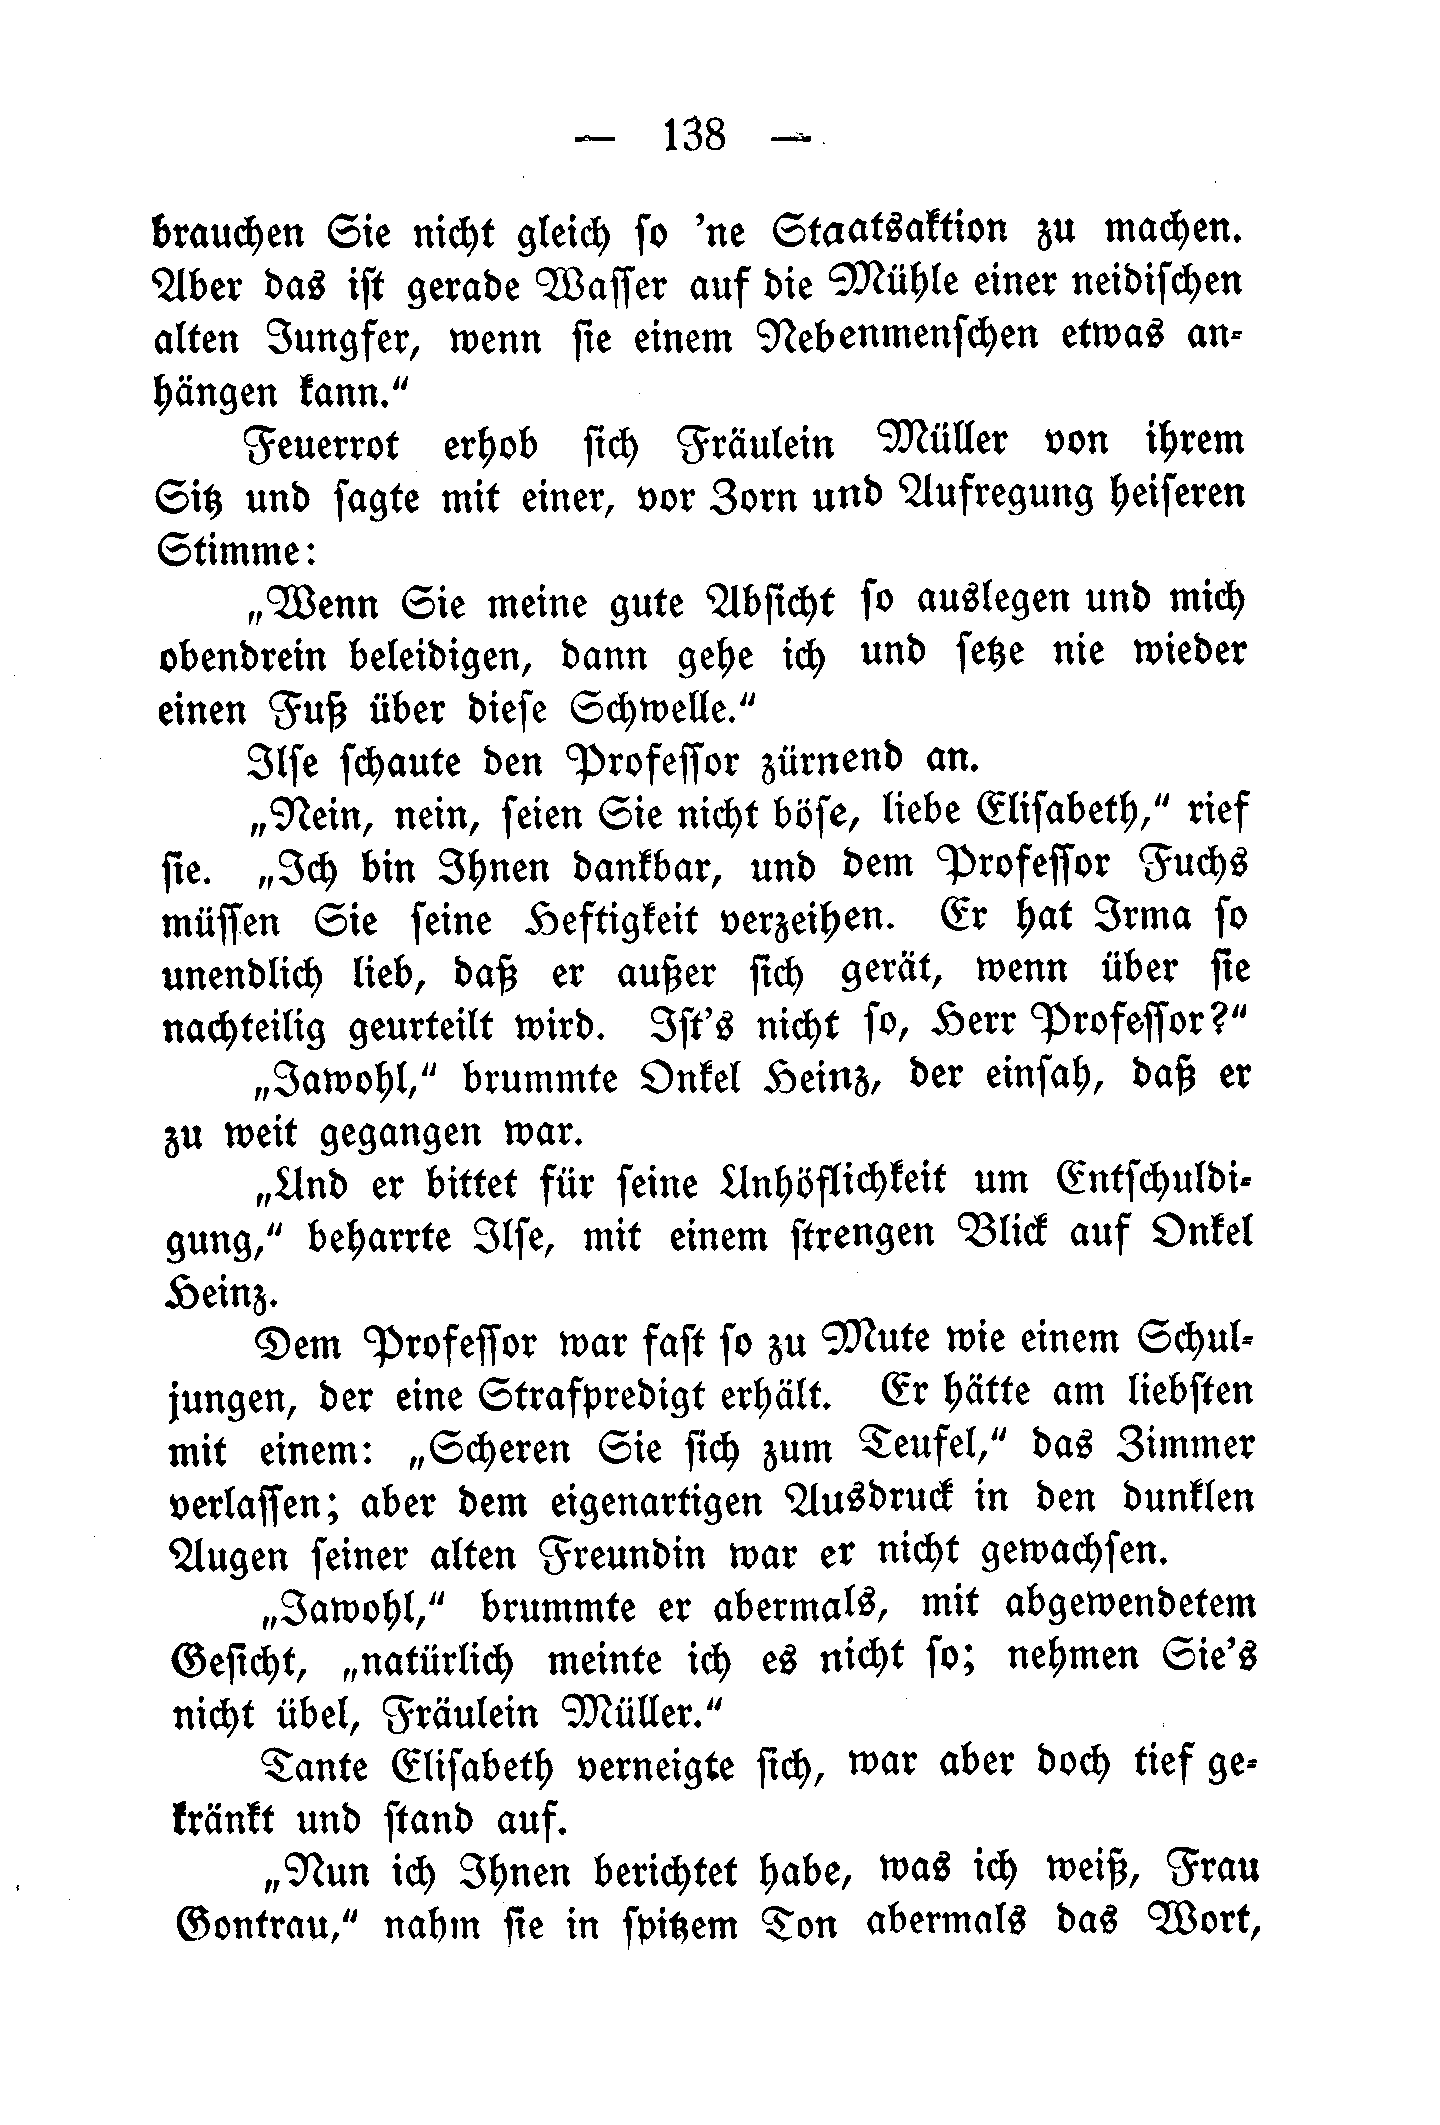 — 138 —
brauchen Sie nicht gleich so 'ne Staatsaktion zu machen.
Aber das ist gerade Wasser auf die Mühle einer neidischen
alten Jungfer, wenn sie einem Nebenmenschen etwas an-
hängen kann.“
Feuerrot erhob sich Fräulein Müller von ihrem
Sitz und sagte mit einer, vor Zorn und Aufregung heiseren
Stimme:
„Wenn Sie meine gute Absicht so auslegen und mich
obendrein beleidigen, dann gehe ich und setze nie wieder
einen Fuß über diese Schwelle.“
Ilse schaute den Professor zürnend an.
„Nein, nein, seien Sie nicht böse, liebe Elisabeth,“ rief
sie. „Ich bin Ihnen dankbar, und dem Professor Fuchs
müssen Sie seine Heftigkeit verzeihen. Er hat Irma so
unendlich lieb, daß er außer sich gerät, wenn über sie
nachteilig geurteilt wird. Ist's nicht so, Herr Professor?“
„Jawohl,“ brummte Onkel Heinz, der einsah, daß er
zu weit gegangen war.
„Und er bittet für seine Unhöflichkeit um Entschuldi-
gung,“ beharrte Ilse, mit einem strengen Blick auf Onkel
Heinz.
Dem Professor war fast so zu Mute wie einem Schul-
jungen, der eine Strafpredigt erhält. Er hätte am liebsten
mit einem: „Scheren Sie sich zum Teufel,“ das Zimmer
verlassen; aber dem eigenartigen Ausdruck in den dunklen
Augen seiner alten Freundin war er nicht gewachsen.
„Jawohl,“ brummte er abermals, mit abgewendetem
Gesicht, „natürlich meinte ich es nicht so; nehmen Sie's
nicht übel, Fräulein Müller.“
Tante Elisabeth verneigte sich, war aber doch tief ge-
kränkt und stand auf.
„Nun ich Ihnen berichtet habe, was ich weiß, Frau
Gontrau,“ nahm sie in spitzem Ton abermals das Wort,